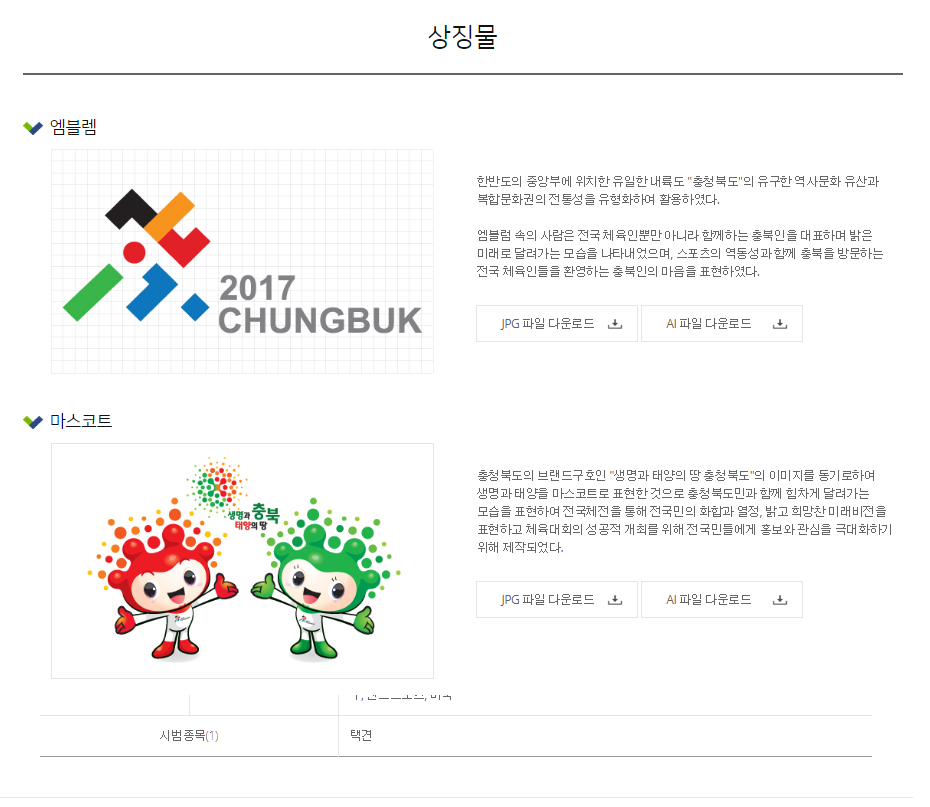 상징물
엠블렘
2017
CHUNGBUK
한반도의 중앙부에 위치한 유일한 내륙도 "충청북도"의 유구한 역사문화 유산과
복합문화권의 전통성을 유형화하여 활용하였다.
엠블럼 속의 사람은 전국 체육인뿐만 아니라 함께하는 충북인을 대표하며 밝은
미래로 달려가는 모습을 나타내었으며, 스포츠의 역동성과 함께 충북을 방문하는
전국 체육인들을 환영하는 충북인의 마음을 표현하였다.
JPG 파일 다운로드
AI 파일 다운로드
마스코트
생명과 충북
태양의 땅
충청북도의 브랜드구호인 "생명과 태양의 땅 충청북도"의 이미지를 동기로하여
생명과 태양을 마스코트로 표현한 것으로 충청북도민과 함께 힘차게 달려가는
모습을 표현하여 전국체전을 통해 전국민의 화합과 열정, 밝고 희망찬 미래비전을
표현하고 체육대회의 성공적 개최를 위해 전국민들에게 홍보와 관심을 극대화하기
위해 제작되었다.
JPG 파일 다운로드
AI 파일 다운로드
시범종목(1)
택견